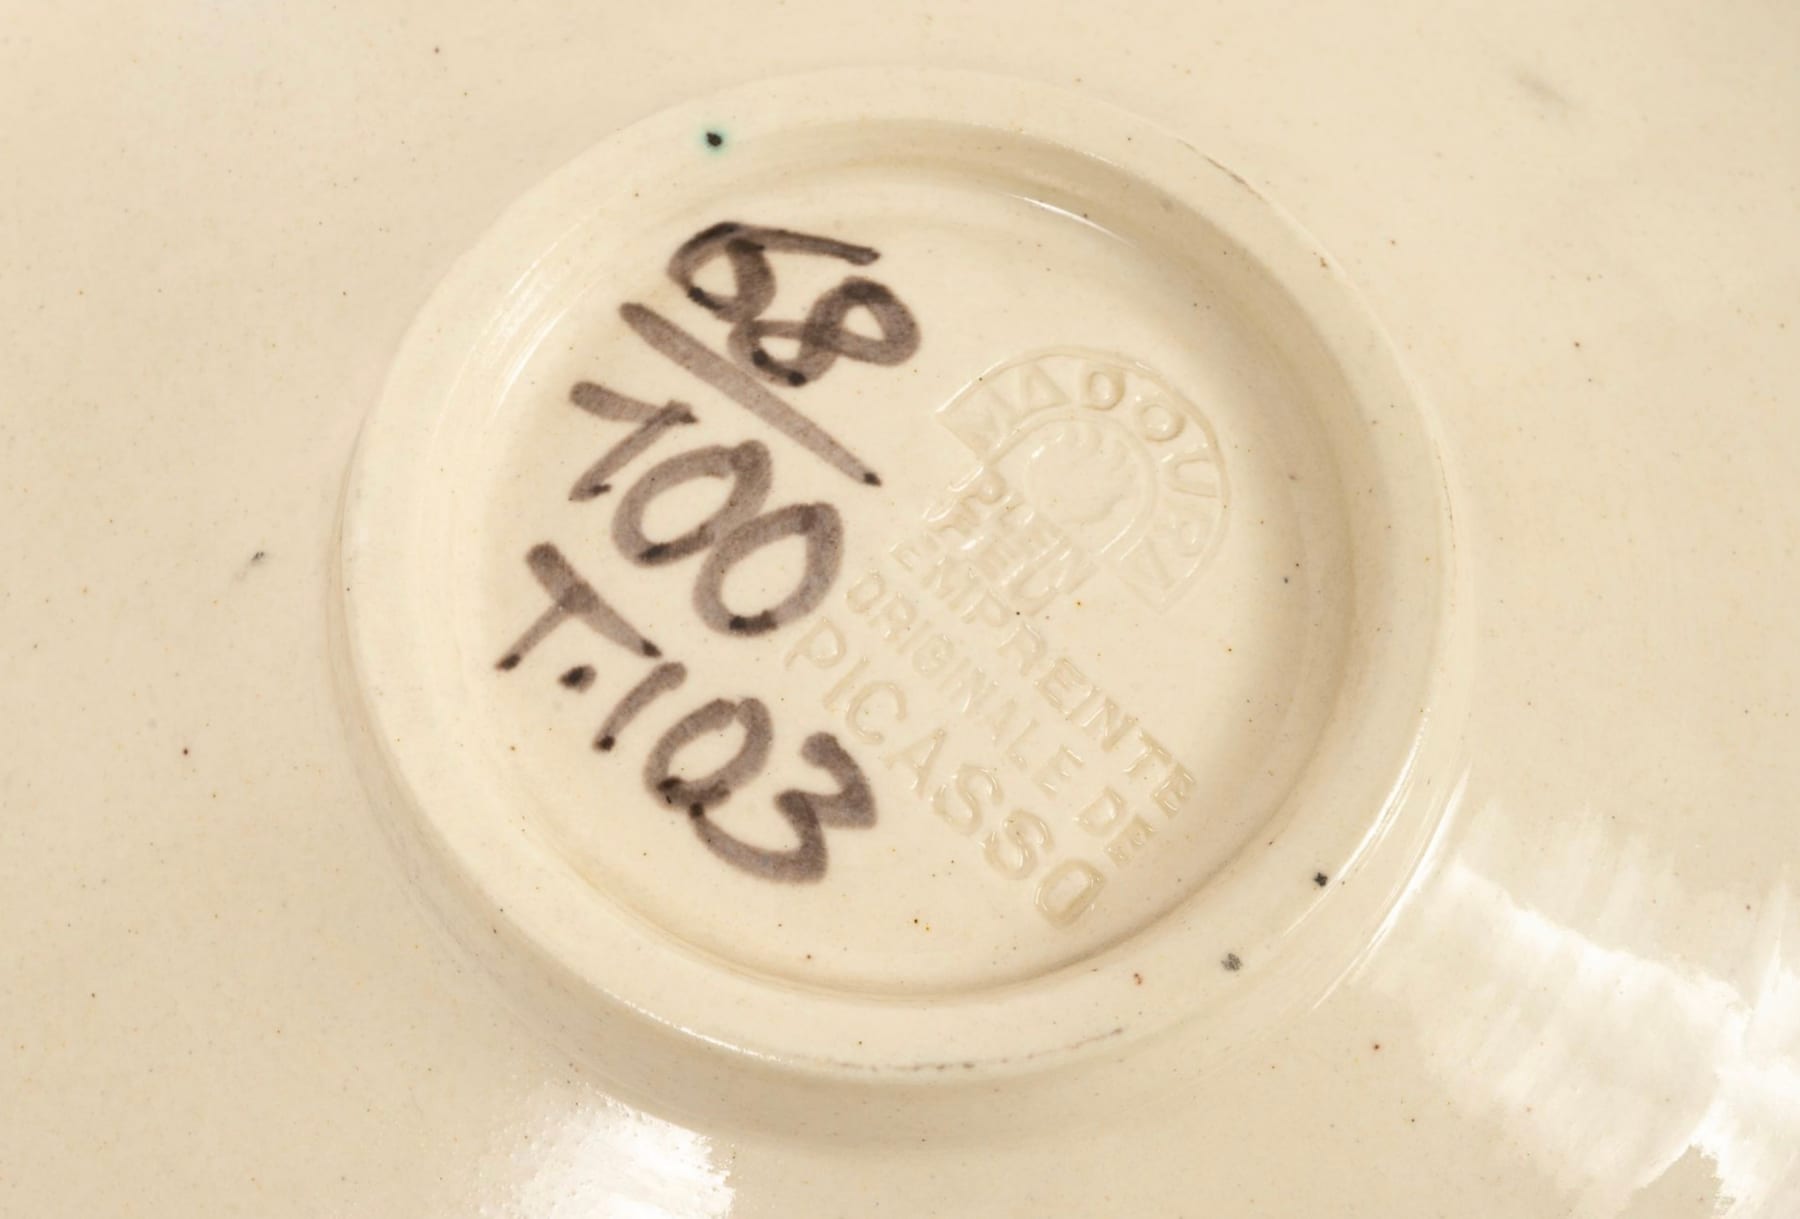 68
/100
T.103
MADOURA
PLEIN
FEU
EMPREINTE
ORIGINALE DE
PICASSO